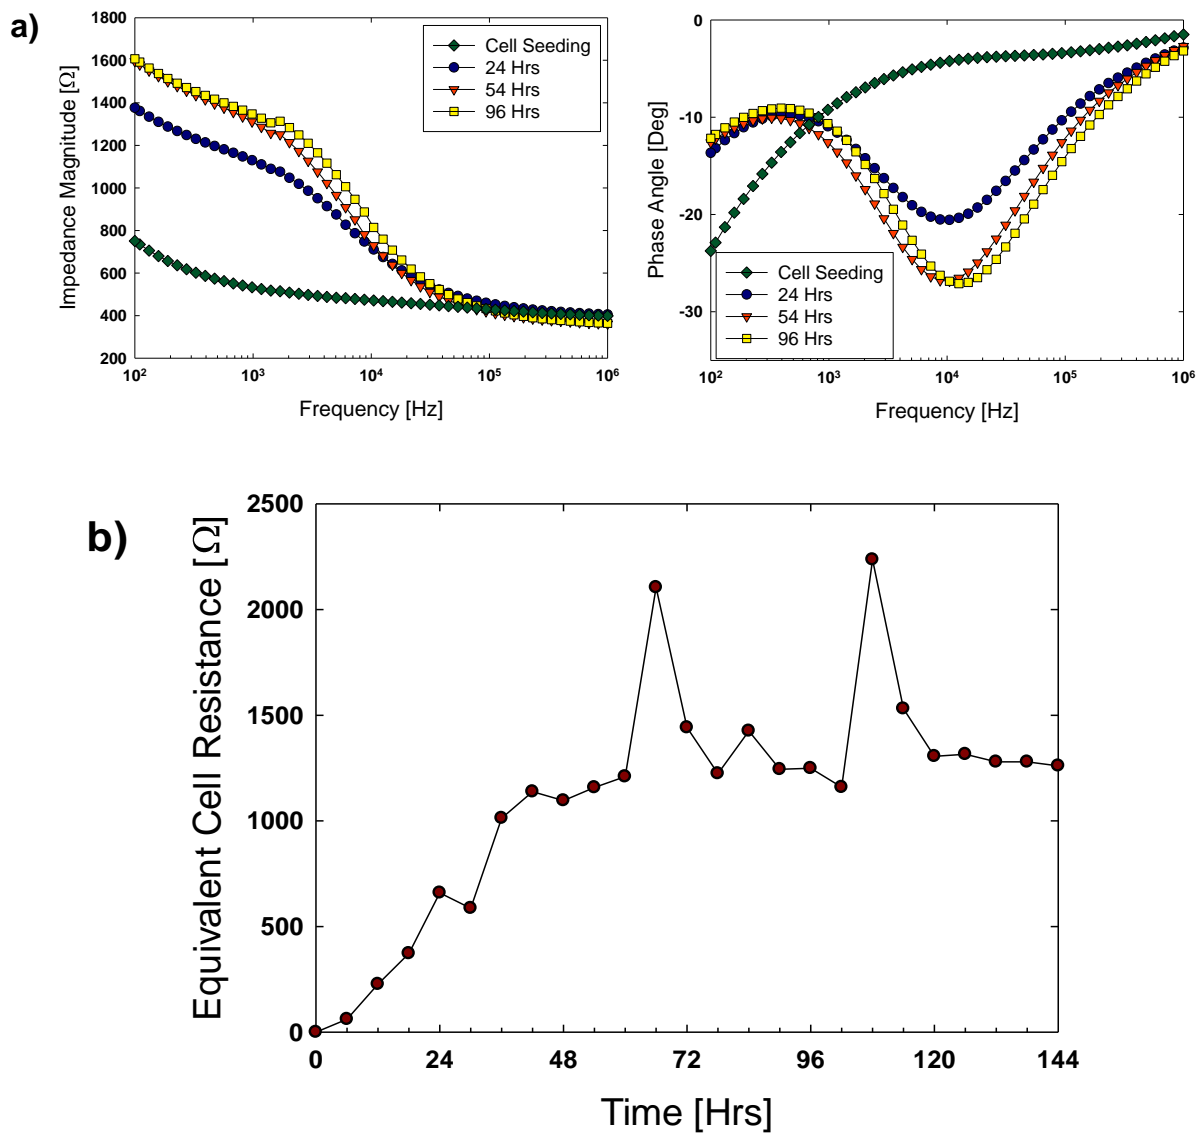 a)
Impedance Magnitude [Ω]
1800
1600
1400
1200
1000
800
600
400
200
10²
10³
10⁴
10⁵
10⁶
Frequency [Hz]
Cell Seeding
24 Hrs
54 Hrs
96 Hrs
Phase Angle [Deg]
0
-10
-20
-30
10²
10³
10⁴
10⁵
10⁶
Frequency [Hz]
Cell Seeding
24 Hrs
54 Hrs
96 Hrs
b)
Equivalent Cell Resistance [Ω]
2500
2000
1500
1000
500
0
0
24
48
72
96
120
144
Time [Hrs]